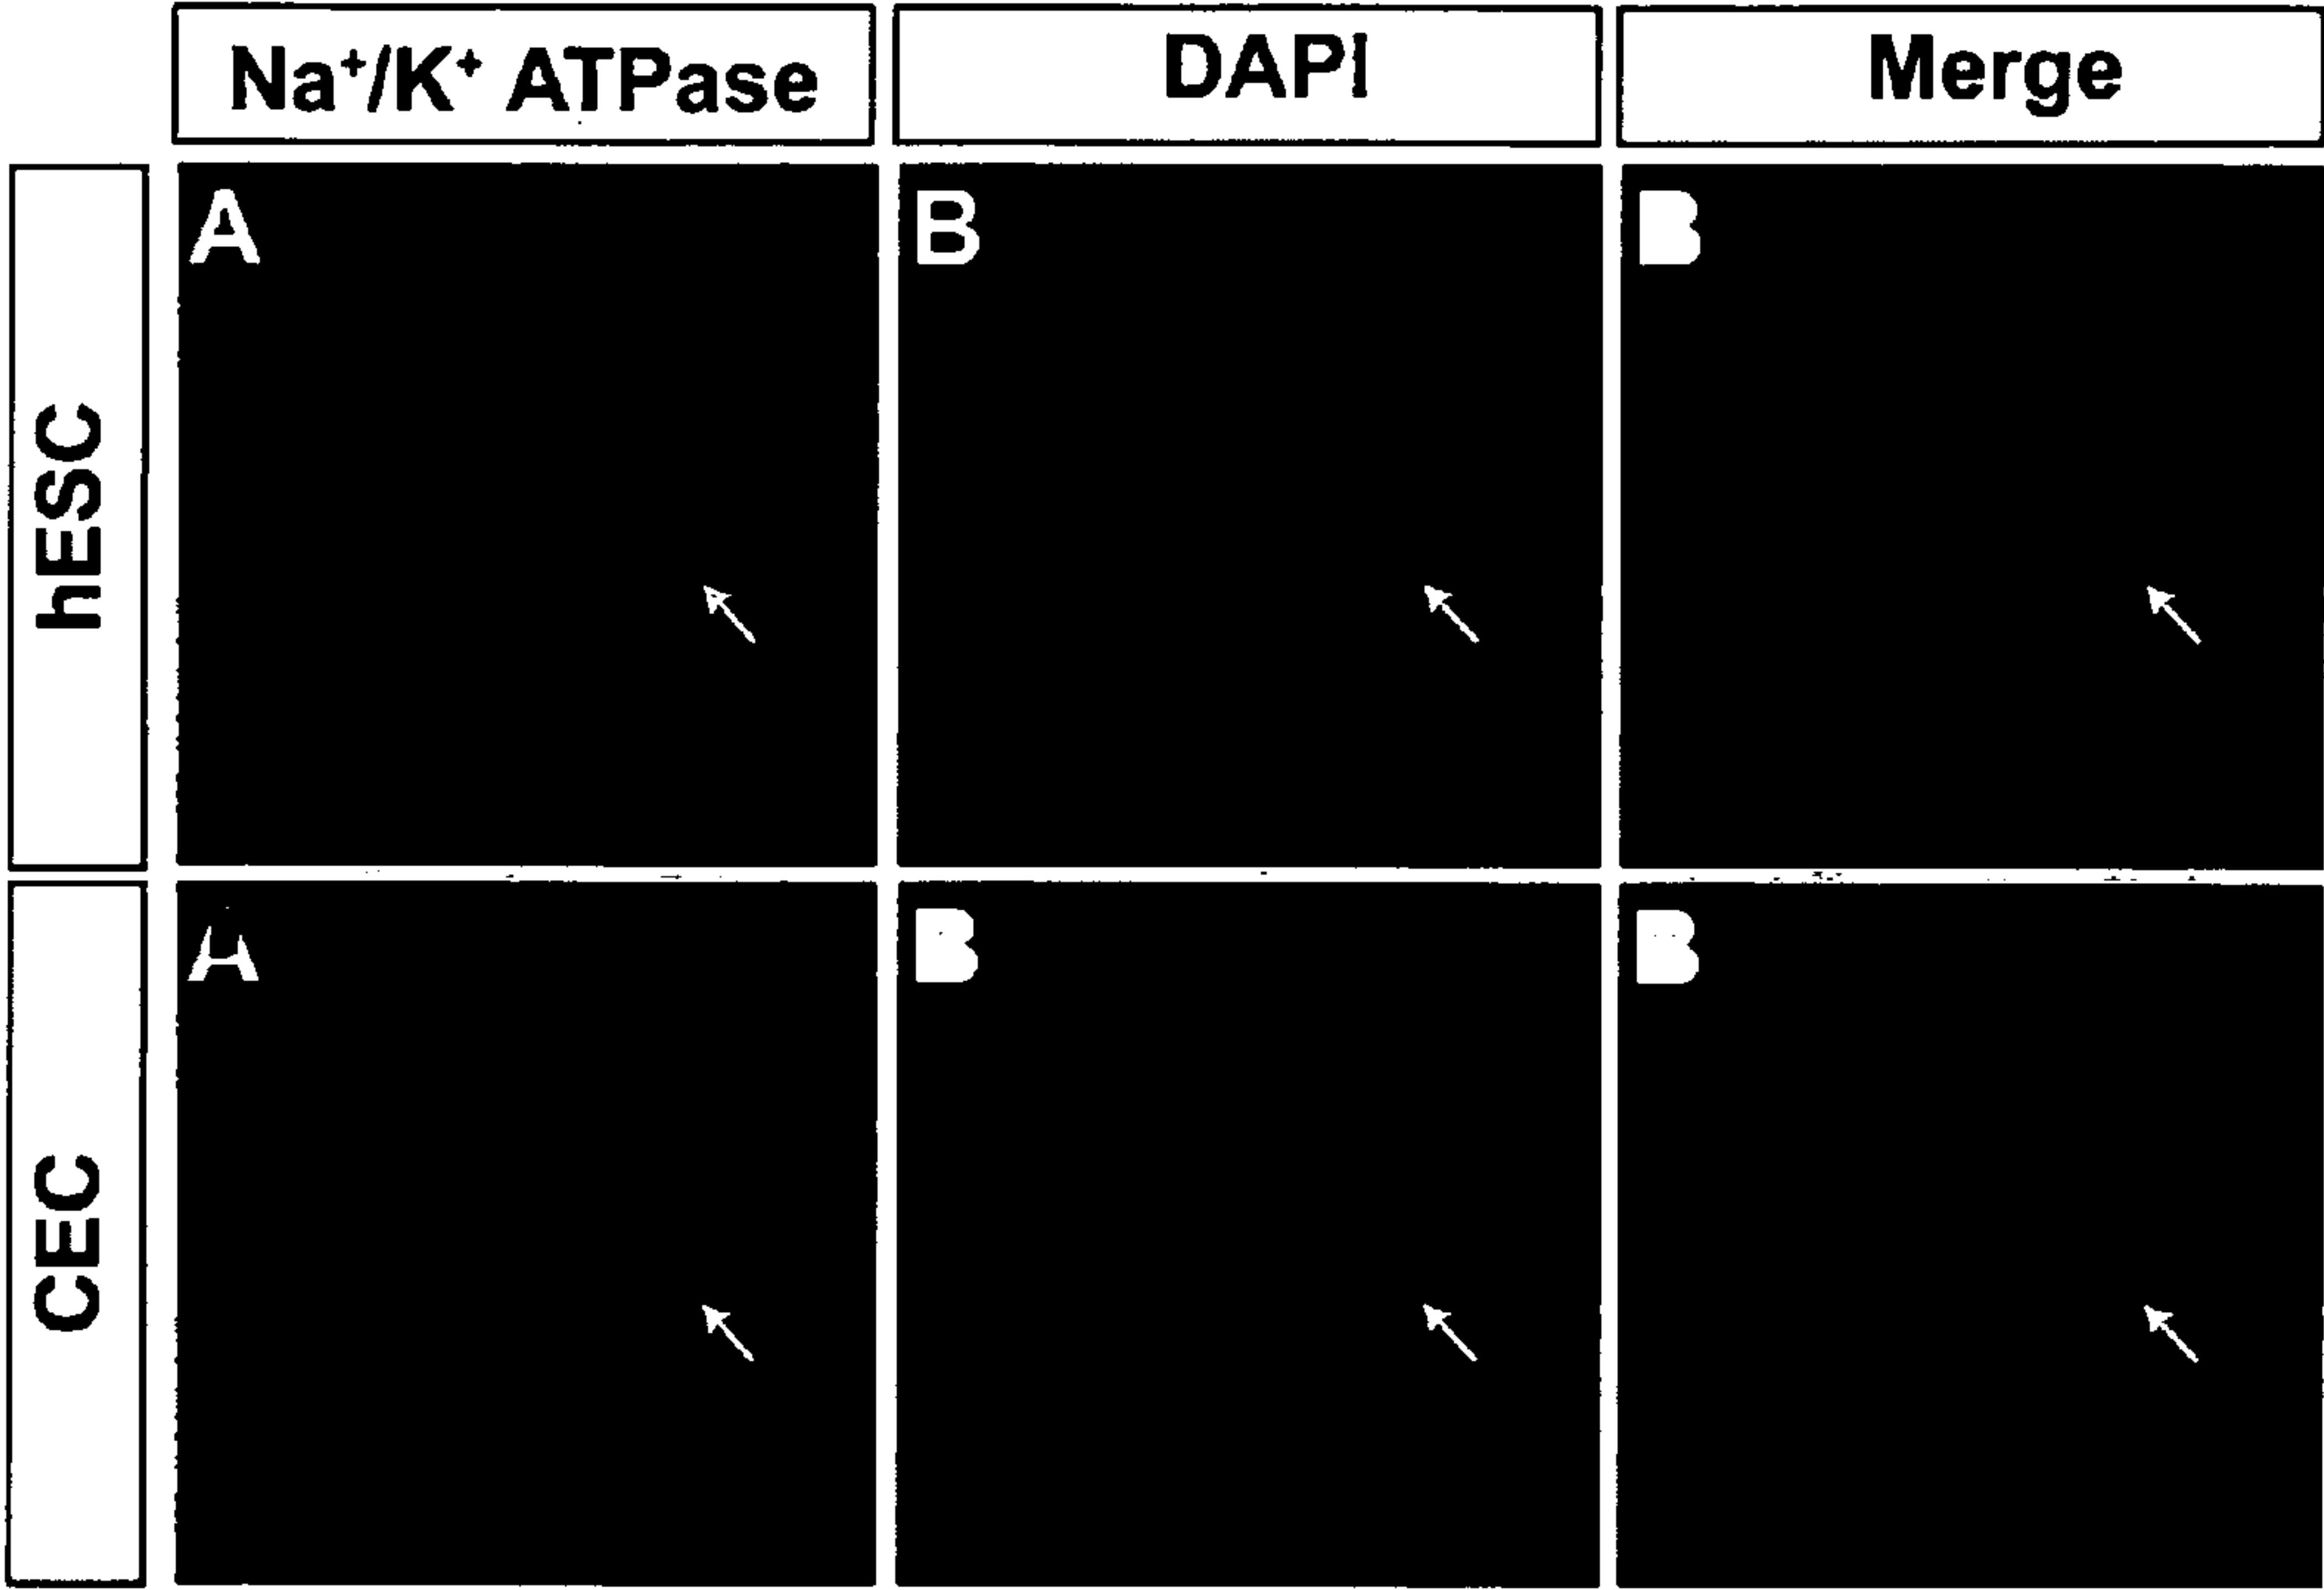 Na⁺/K⁺ ATPase
DAPI
Merge
hESC
A
B
B
CEC
A
B
B